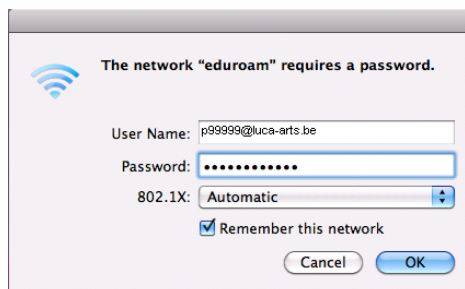 The network “eduroam” requires a password.
User Name: p99999@luca-arts.be
Password: ••••••••••••
802.1X: Automatic
Remember this network
Cancel OK